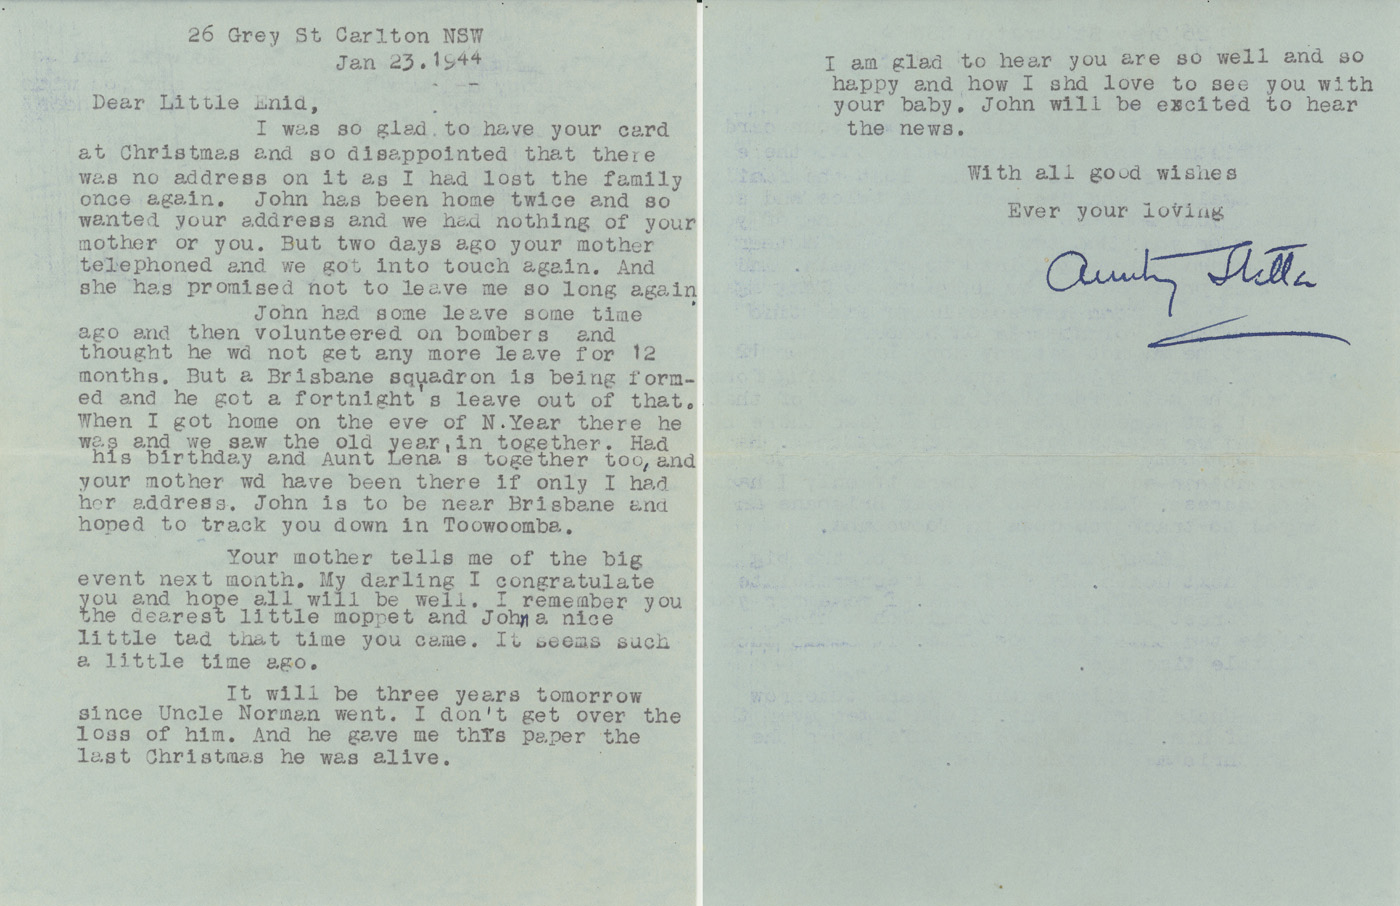 26 Grey St Carlton NSW
Jan 23.1944
Dear Little Enid,
I was so glad to have your card
at Christmas and so disappointed that there
was no address on it as I had lost the family
once again. John has been home twice and so
wanted your address and we had nothing of your
mother or you. But two days ago your mother
telephoned and we got into touch again. And
she has promised not to leave me so long again.
John had some leave some time
ago and then volunteered on bombers and
thought he wd not get any more leave for 12
months. But a Brisbane squadron is being form-
ed and he got a fortnight's leave out of that.
When I got home on the eve of N.Year there he
was and we saw the old year,in together. Had
his birthday and Aunt Lena's together too, and
your mother wd have been there if only I had
her address. John is to be near Brisbane and
hoped to track you down in Toowoomba.
Your mother tells me of the big
event next month. My darling I congratulate
you and hope all will be well. I remember you
the dearest little moppet and John a nice
little tad that time you came. It seems such
a little time ago.
It will be three years tomorrow
since Uncle Norman went. I don't get over the
loss of him. And he gave me this paper the
last Christmas he was alive.
I am glad to hear you are so well and so
happy and how I shd love to see you with
your baby. John will be excited to hear
the news.
With all good wishes
Ever your loving
Aunty Stella